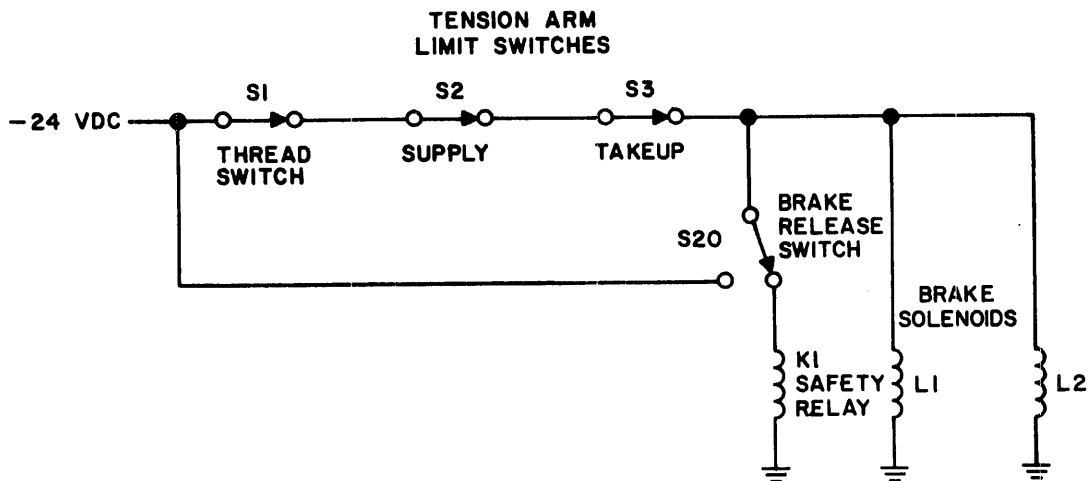 TENSION ARM
LIMIT SWITCHES
S1
S2
S3
-24 VDC
THREAD
SWITCH
SUPPLY
TAKEUP
S20
BRAKE
RELEASE
SWITCH
BRAKE
SOLENOIDS
K1
SAFETY
RELAY
L1
L2